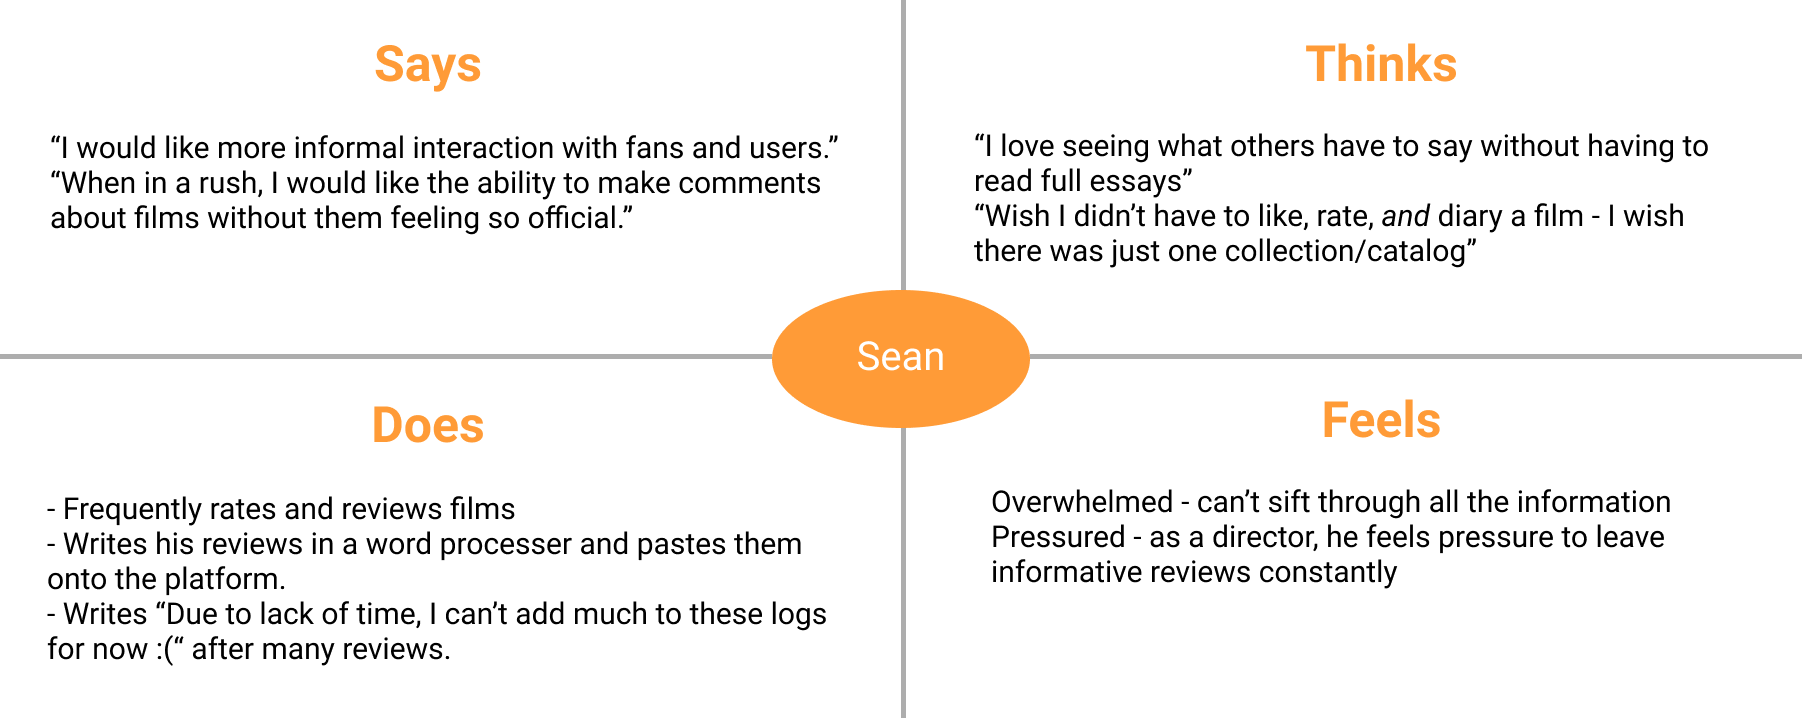 Says
“I would like more informal interaction with fans and users.”
“When in a rush, I would like the ability to make comments
about films without them feeling so official.”
Thinks
“I love seeing what others have to say without having to
read full essays”
“Wish I didn’t have to like, rate, and diary a film - I wish
there was just one collection/catalog”
Sean
Does
- Frequently rates and reviews films
- Writes his reviews in a word processer and pastes them
onto the platform.
- Writes “Due to lack of time, I can’t add much to these logs
for now :(“ after many reviews.
Feels
Overwhelmed - can’t sift through all the information
Pressured - as a director, he feels pressure to leave
informative reviews constantly